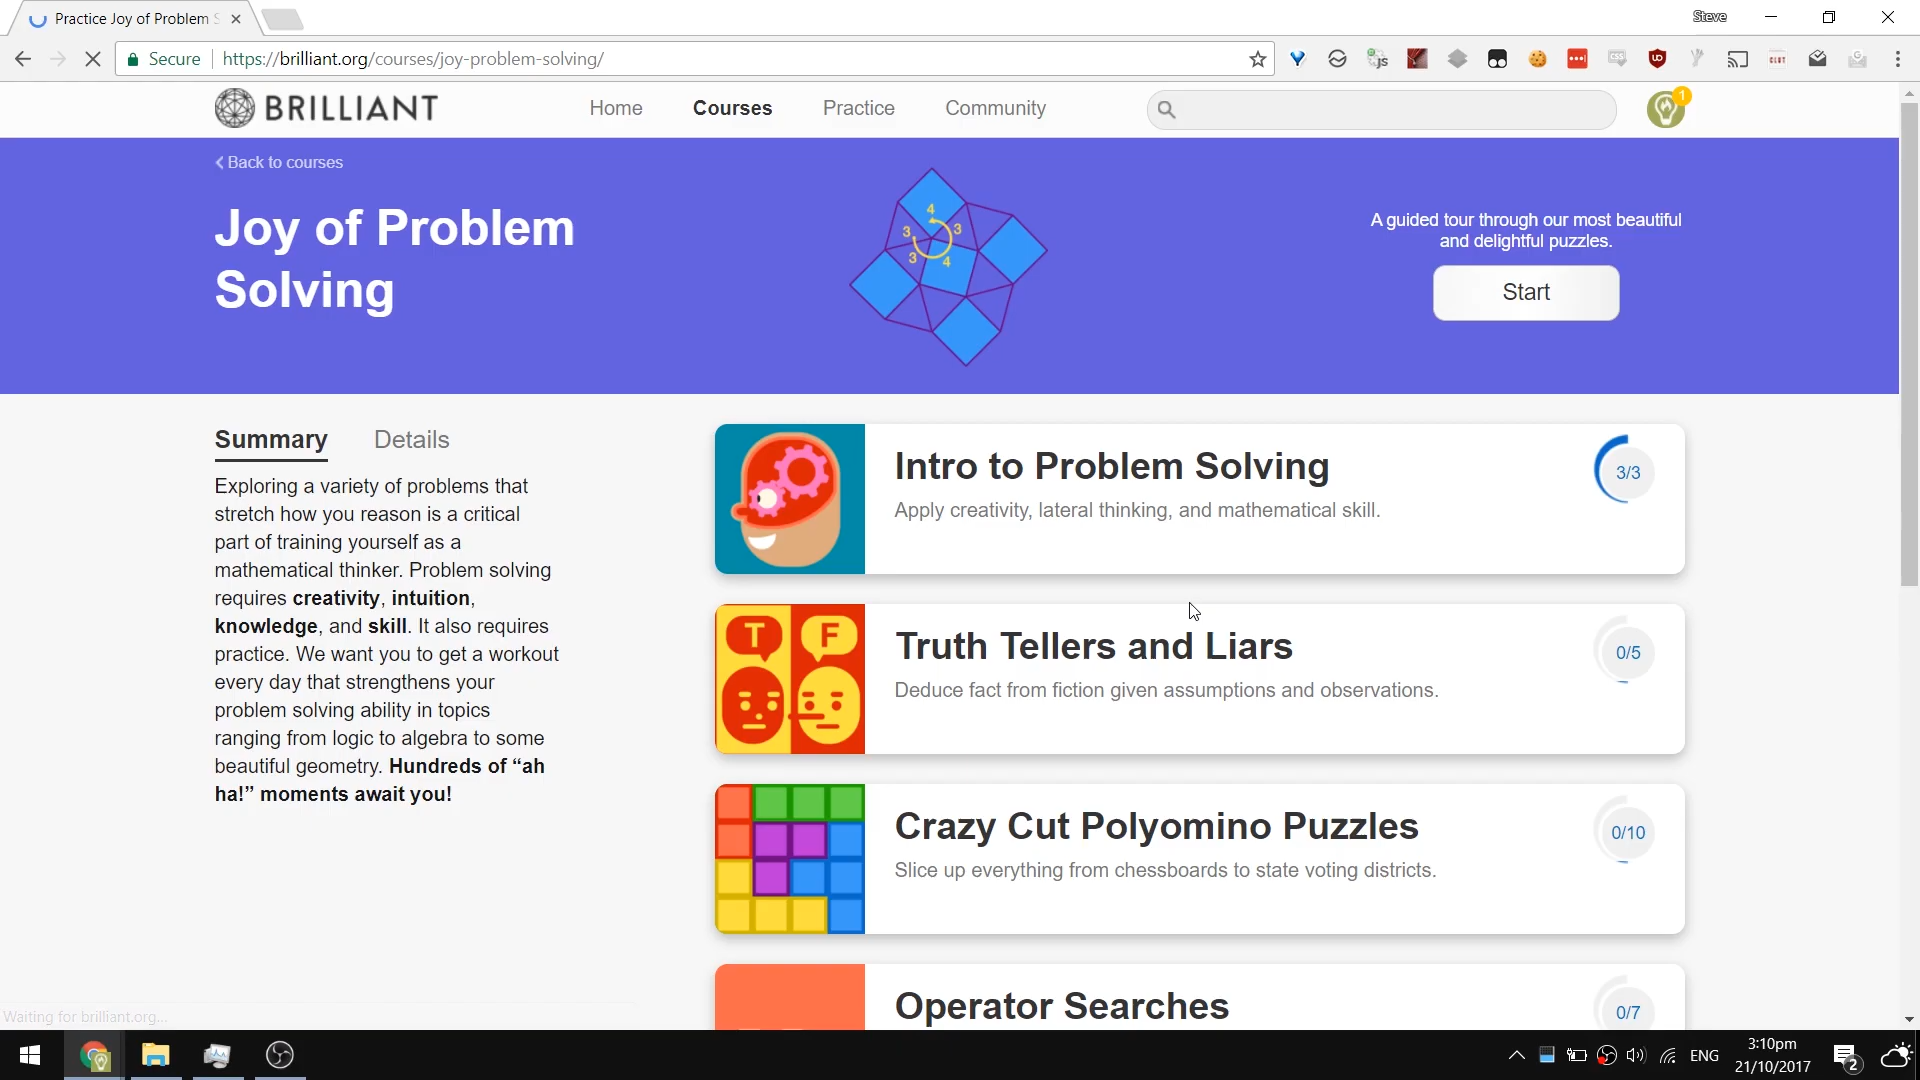 Practice Joy of Problem S
Steve
Secure
https://brilliant.org/courses/joy-problem-solving/
BRILLIANT
Home
Courses
Practice
Community
1
Back to courses
Joy of Problem
Solving
4
3
3
3
4
A guided tour through our most beautiful
and delightful puzzles.
Start
Summary
Details
Exploring a variety of problems that
stretch how you reason is a critical
part of training yourself as a
mathematical thinker. Problem solving
requires creativity, intuition,
knowledge, and skill. It also requires
practice. We want you to get a workout
every day that strengthens your
problem solving ability in topics
ranging from logic to algebra to some
beautiful geometry. Hundreds of “ah
ha!” moments await you!
Intro to Problem Solving
3/3
Apply creativity, lateral thinking, and mathematical skill.
T F
Truth Tellers and Liars
0/5
Deduce fact from fiction given assumptions and observations.
Crazy Cut Polyomino Puzzles
0/10
Slice up everything from chessboards to state voting districts.
Operator Searches
0/7
Waiting for brilliant.org...
ENG
3:10pm
21/10/2017
2